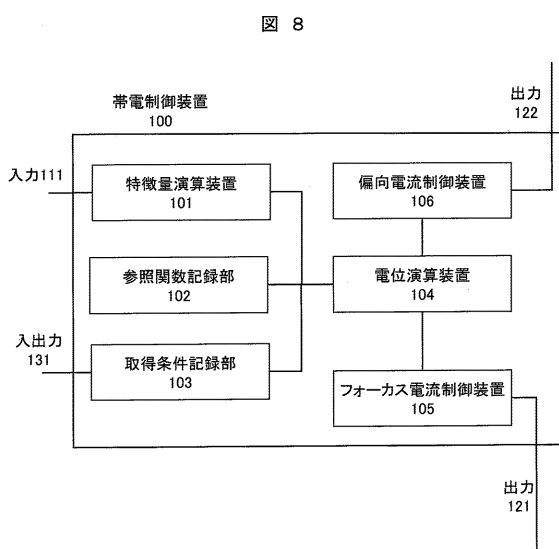 図 8
帯電制御装置
100
出力
122
入力111
特徴量演算装置
101
偏向電流制御装置
106
参照関数記録部
102
電位演算装置
104
入出力
131
取得条件記録部
103
フォーカス電流制御装置
105
出力
121